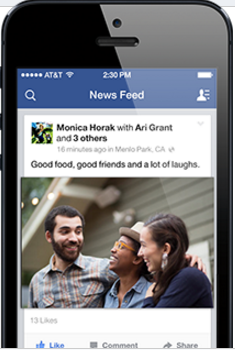 AT&T 2:30 PM
News Feed
Monica Horak with Ari Grant
and 3 others
16 minutes ago in Menlo Park, CA
Good food, good friends and a lot of laughs.
13 Likes
Like Comment Share